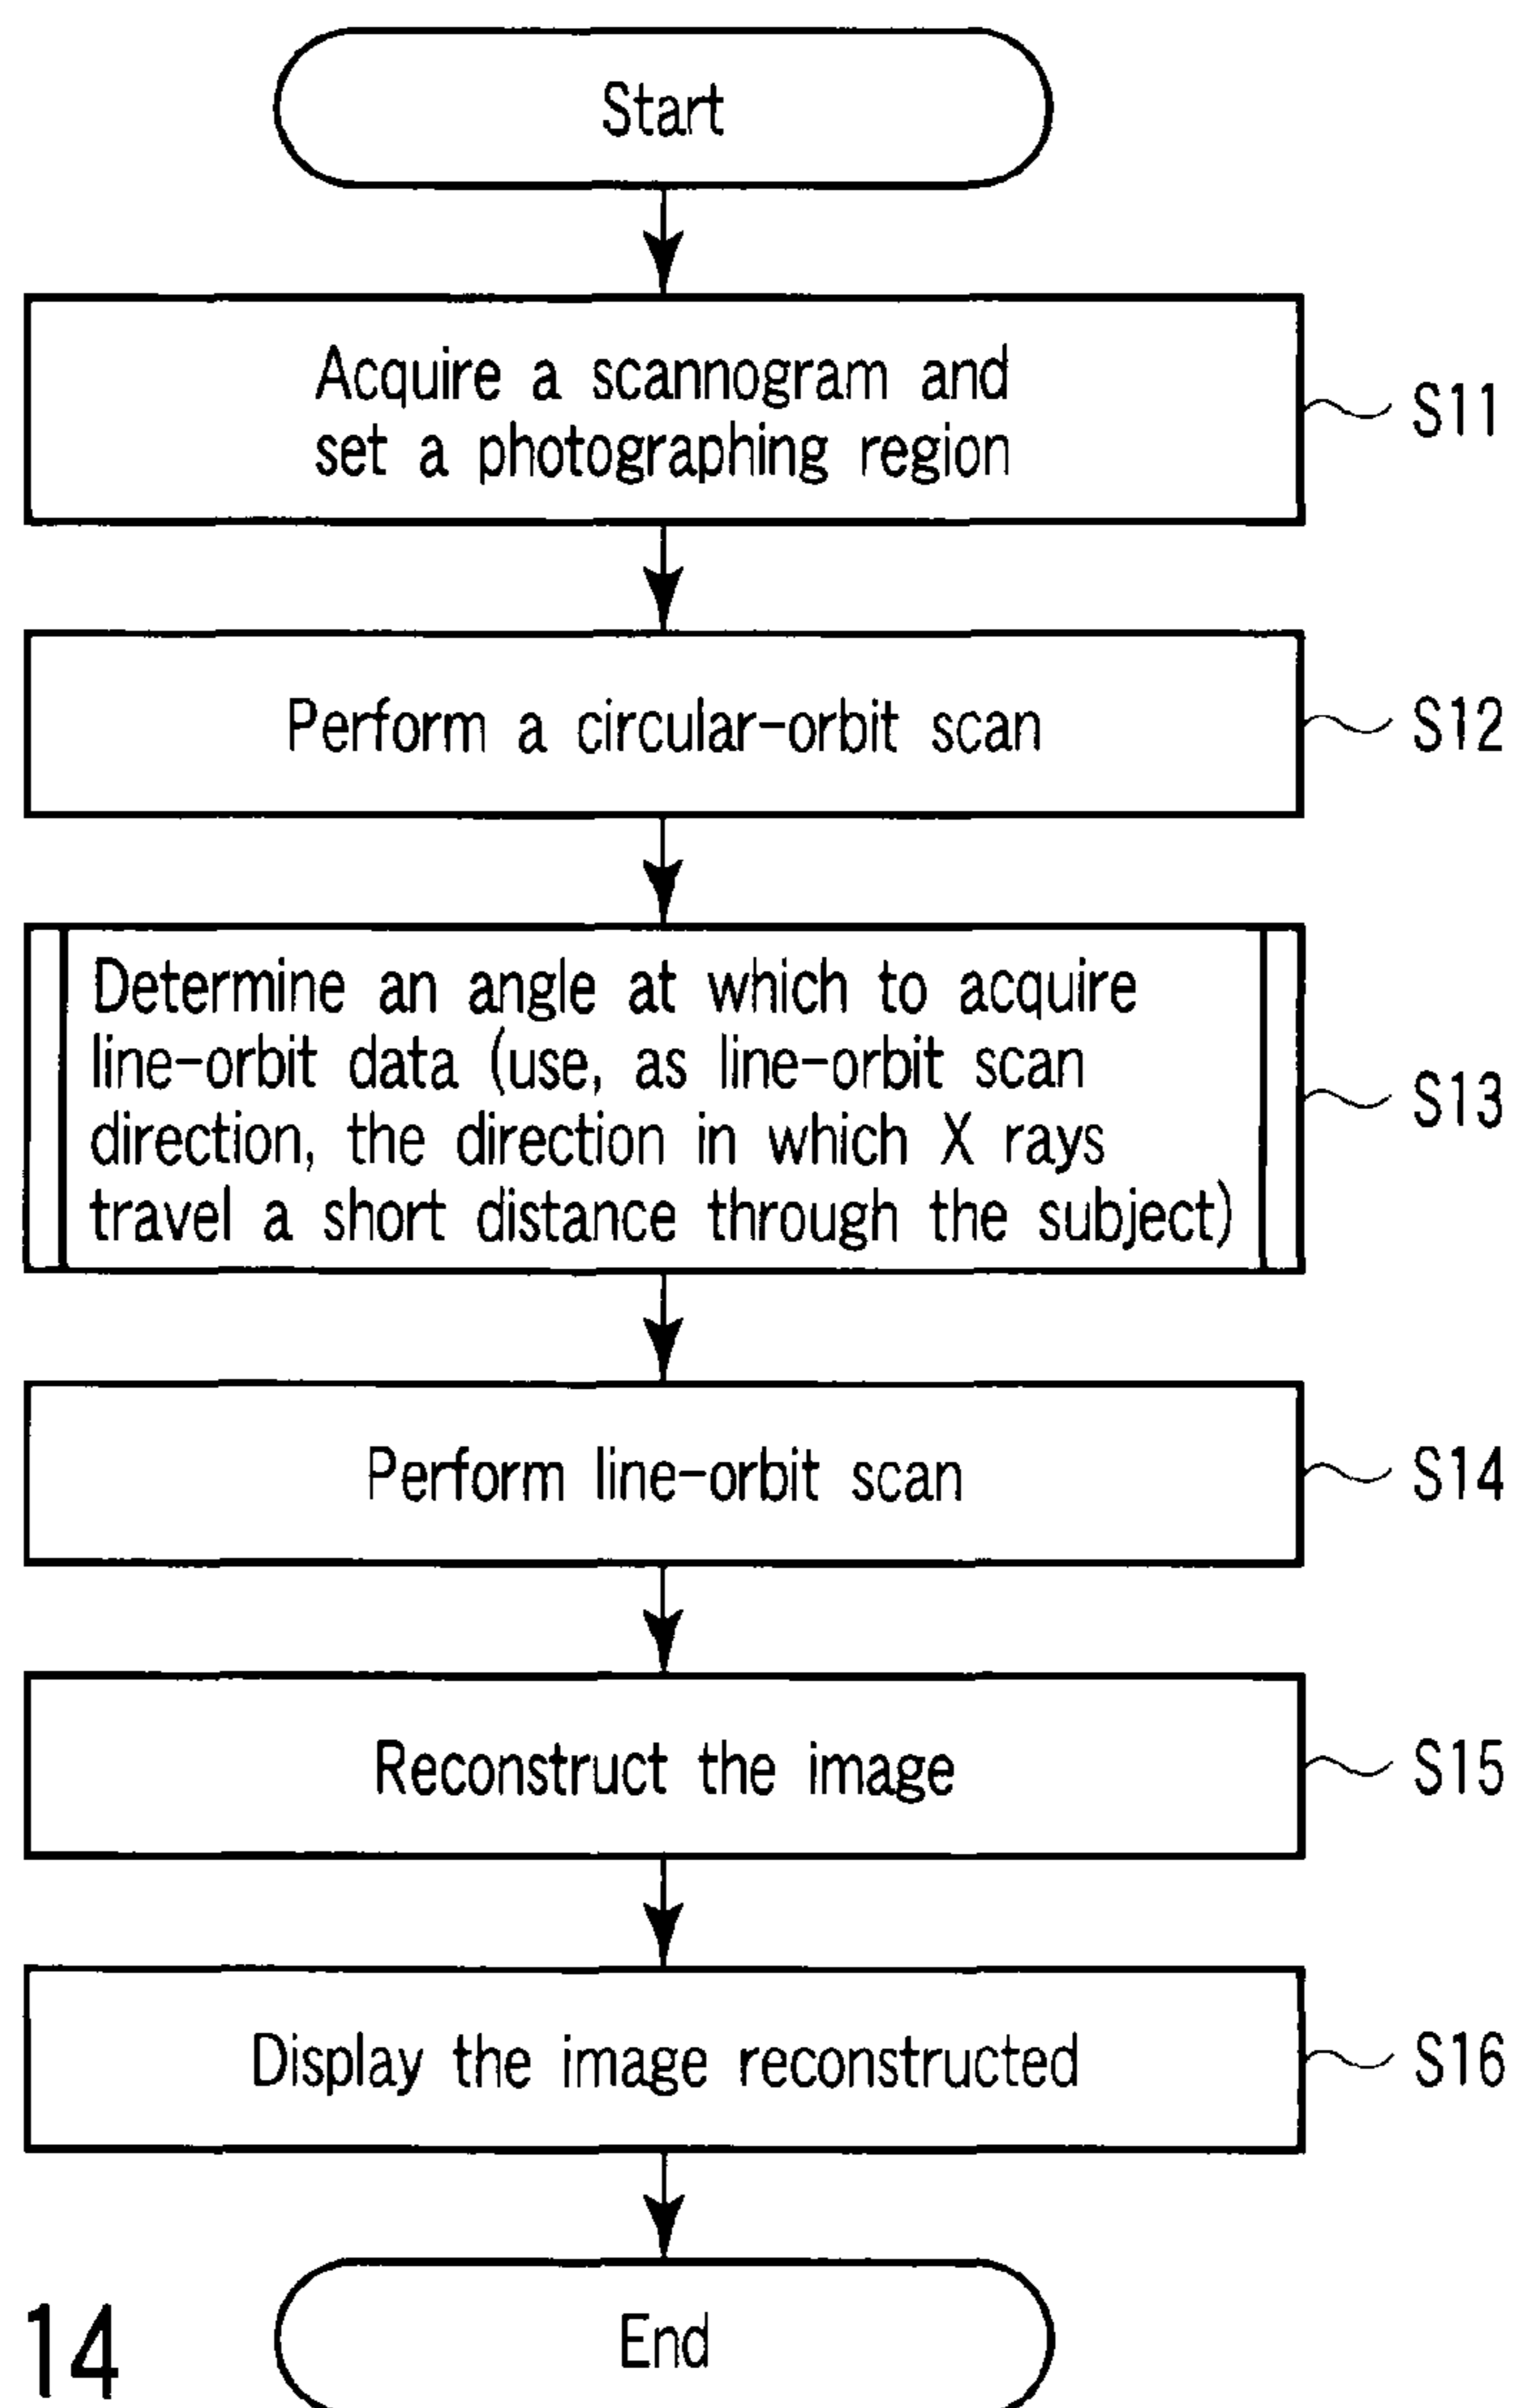 Start
Acquire a scannogram and
set a photographing region
S11
Perform a circular-orbit scan
S12
Determine an angle at which to acquire
line-orbit data (use, as line-orbit scan
direction, the direction in which X rays
travel a short distance through the subject)
S13
Perform line-orbit scan
S14
Reconstruct the image
S15
Display the image reconstructed
S16
End
14